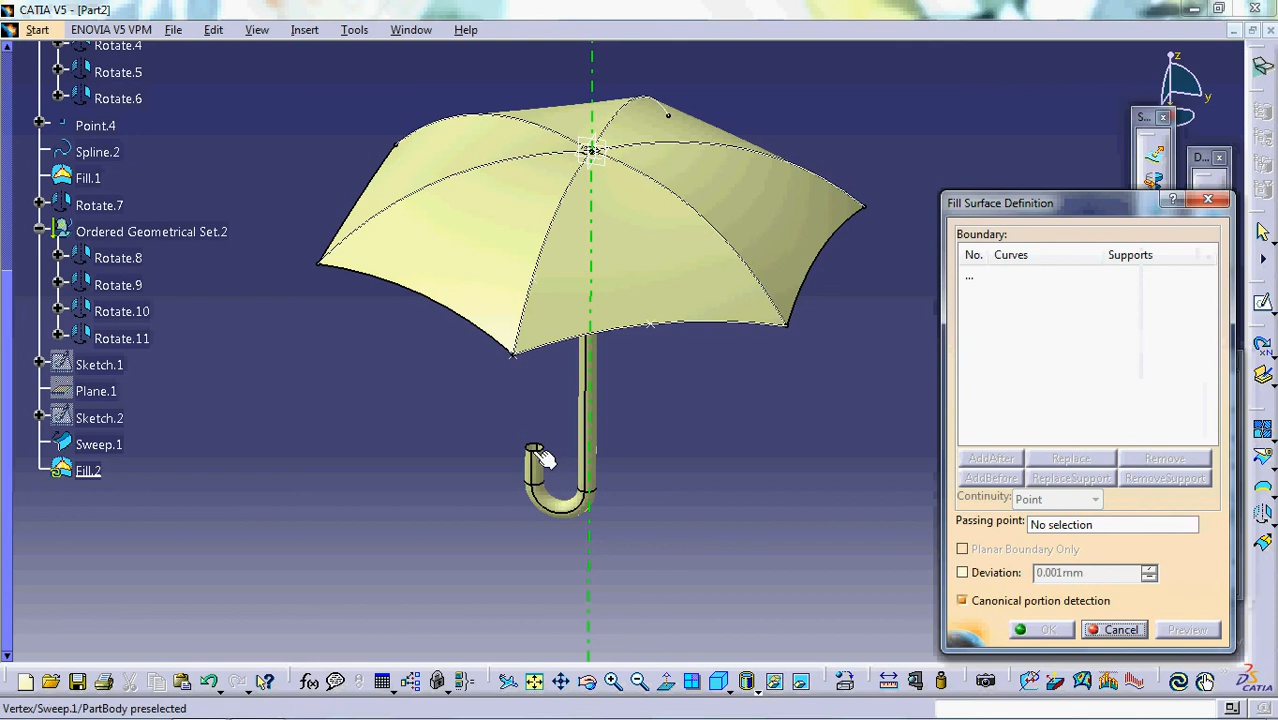 CATIA V5 - [Part2]
Start ENOVIA V5 VPM File Edit View Insert Tools Window Help
Rotate.4
Rotate.5
Rotate.6
Point.4
Spline.2
Fill.1
Rotate.7
Ordered Geometrical Set.2
Rotate.8
Rotate.9
Rotate.10
Rotate.11
Sketch.1
Plane.1
Sketch.2
Sweep.1
Fill.2
z
y
S...
D...
Fill Surface Definition
Boundary:
No. Curves Supports
...
AddAfter Replace Remove
AddBefore ReplaceSupport RemoveSupport
Continuity: Point
Passing point: No selection
Planar Boundary Only
Deviation: 0.001mm
Canonical portion detection
OK Cancel Preview
f(x)
CATIA
Vertex/Sweep.1/PartBody preselected